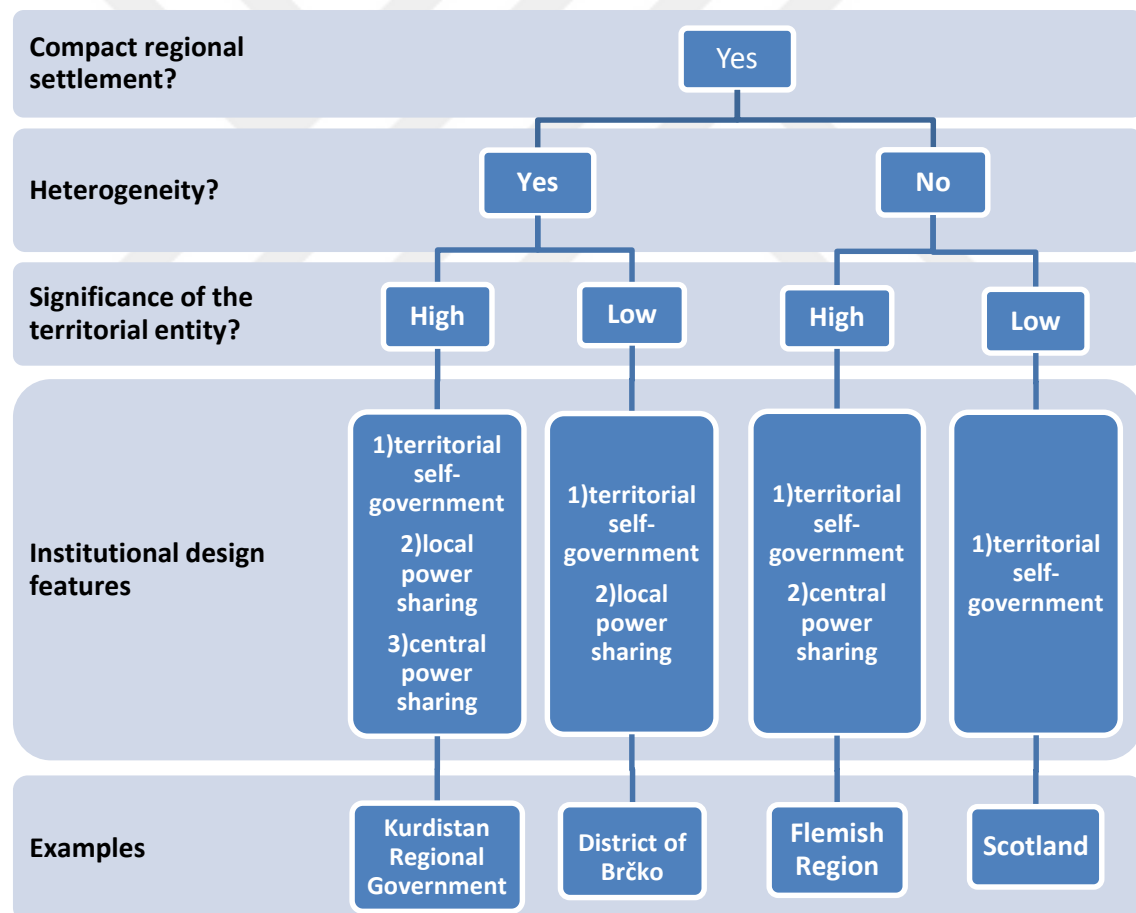 Compact regional
settlement?
Yes
Heterogeneity?
Yes
No
Significance of the
territorial entity?
High
Low
High
Low
Institutional design
features
1)territorial
self-
government
2)local
power
sharing
3)central
power
sharing
1)territorial
self-
government
2)local
power
sharing
1)territorial
self-
government
2)central
power
sharing
1)territorial
self-
government
Examples
Kurdistan
Regional
Government
District of
Brčko
Flemish
Region
Scotland